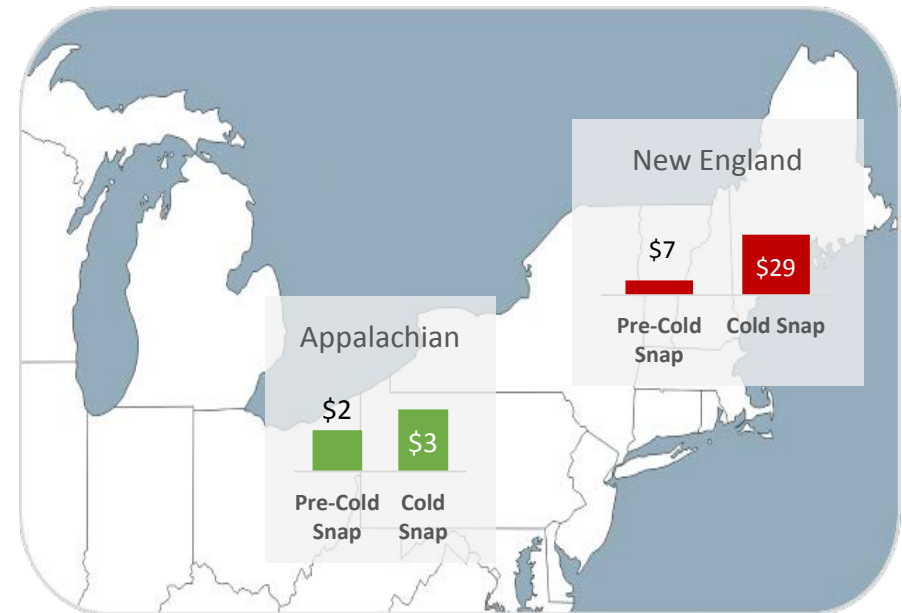 New England
$7
$29
Pre-Cold
Snap
Cold Snap
Appalachian
$2
$3
Pre-Cold
Snap
Cold
Snap